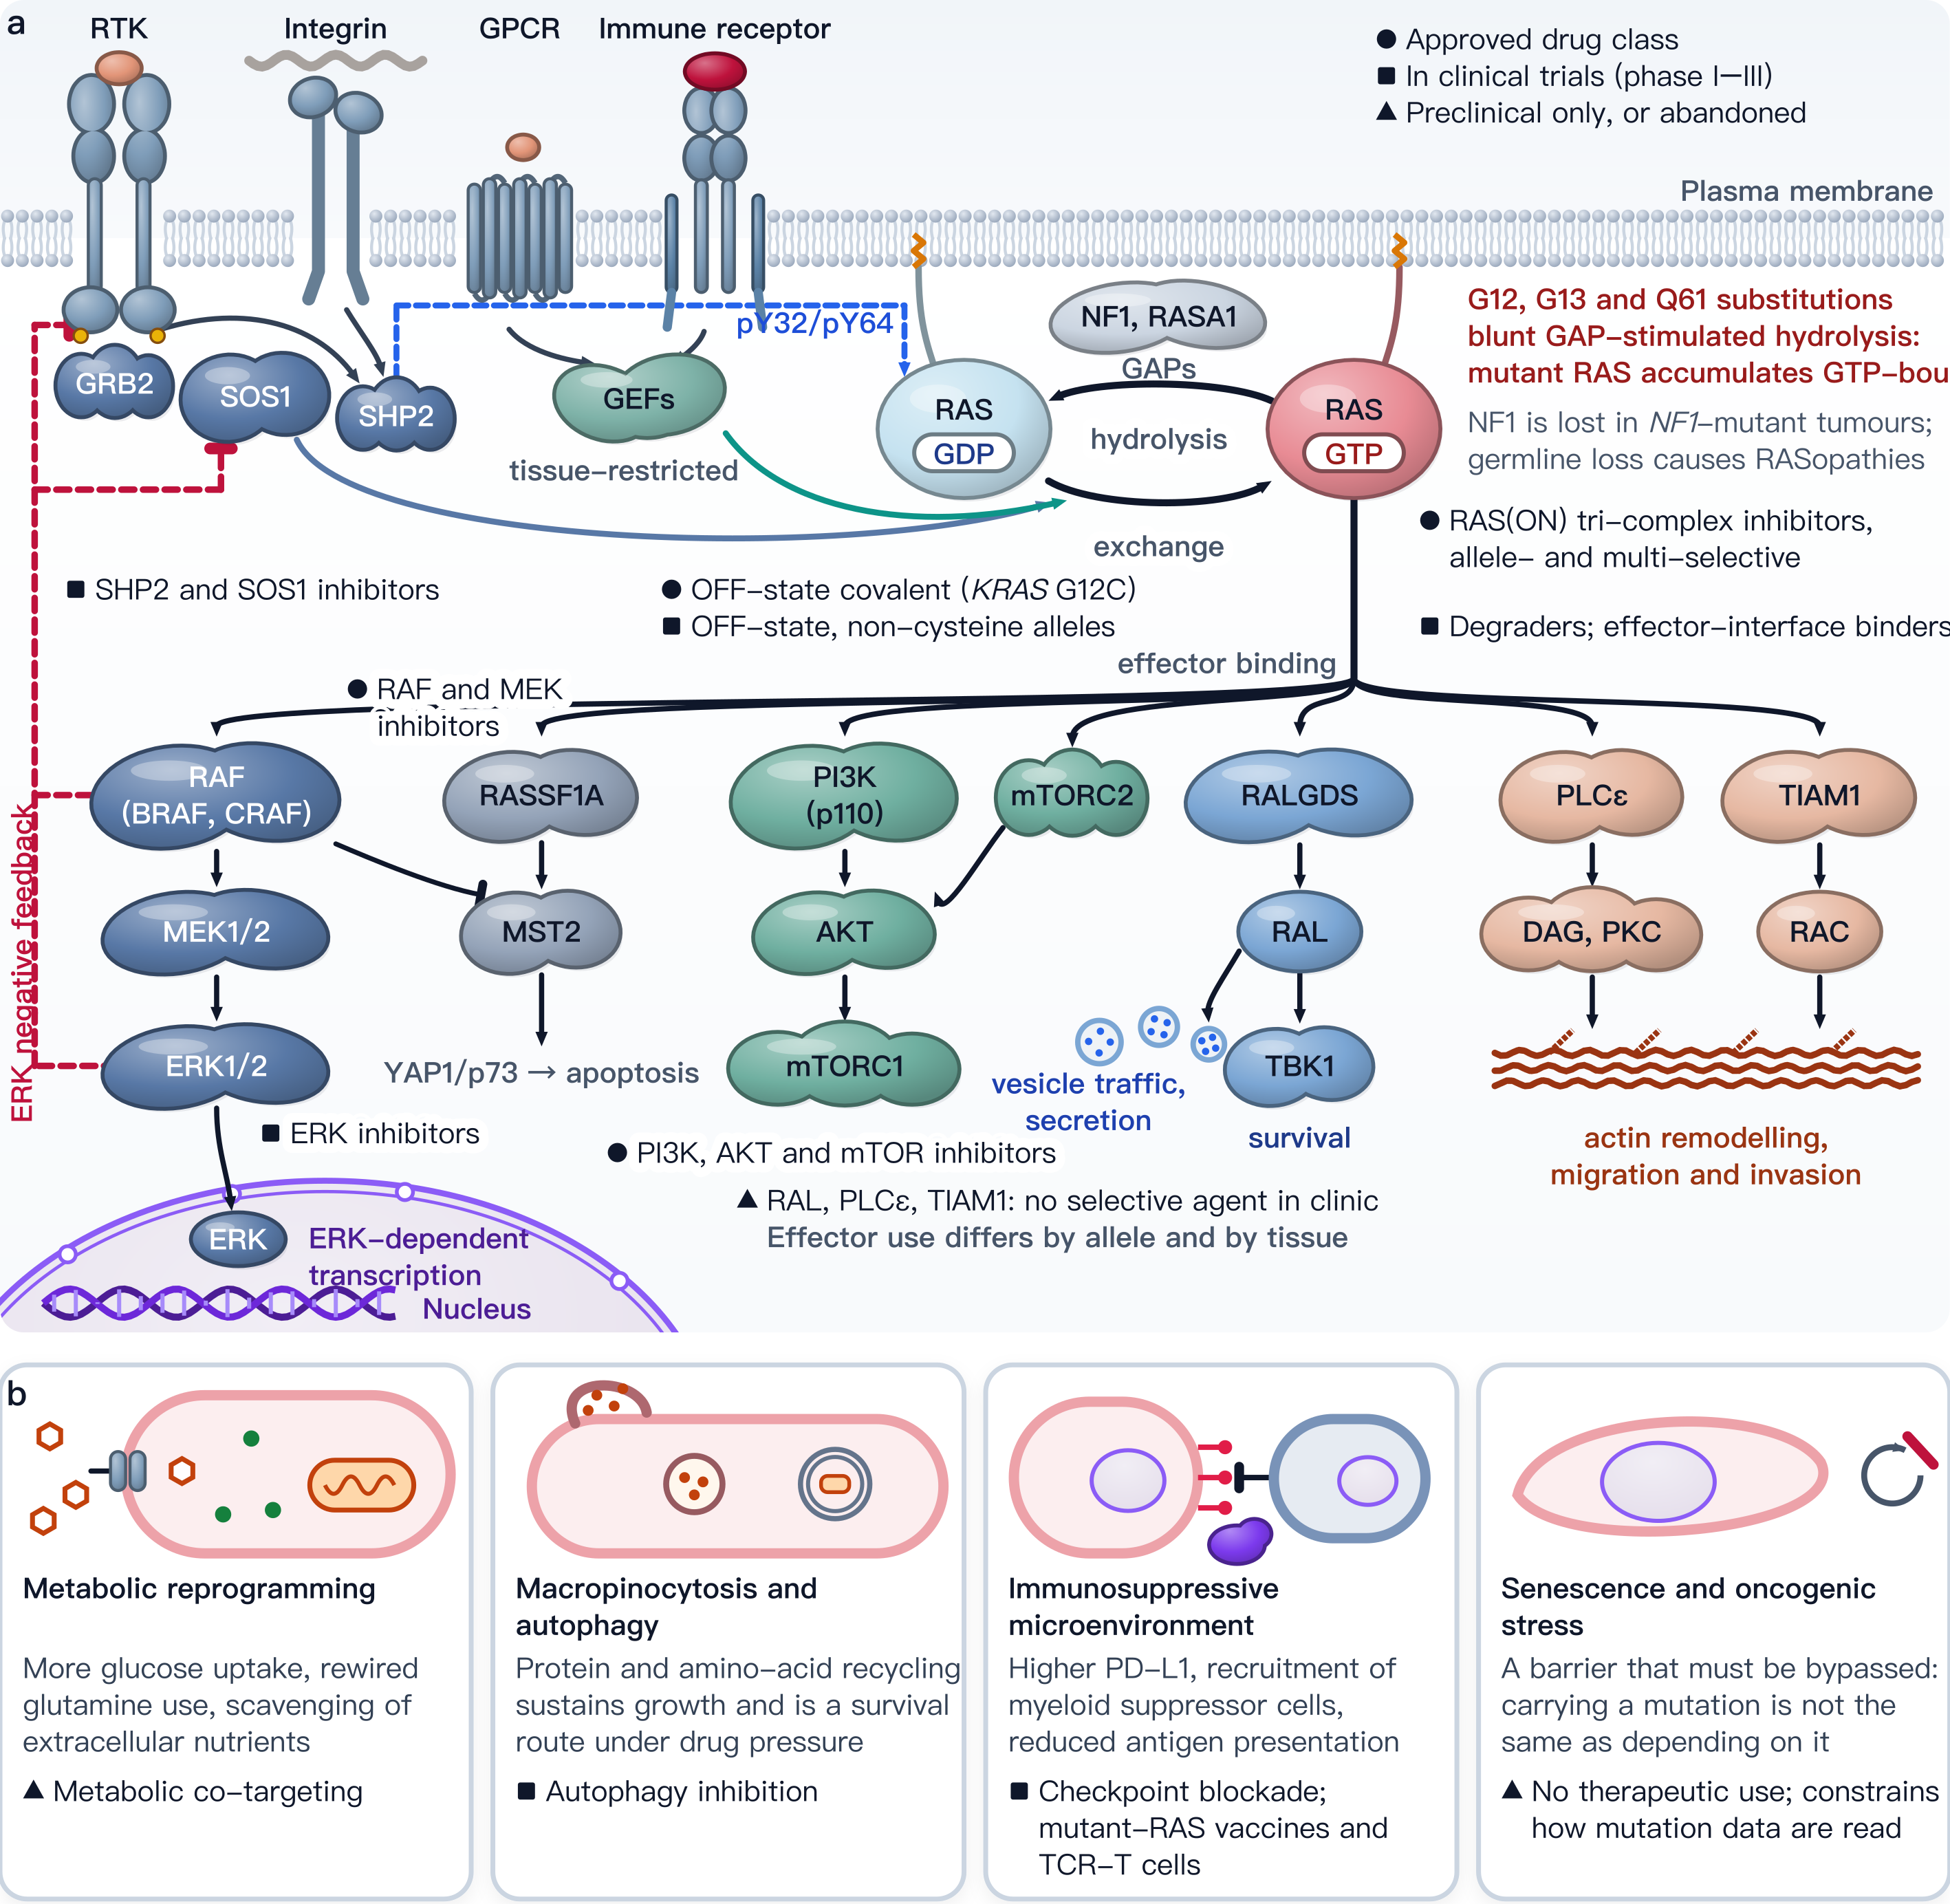 a
RTK
Integrin
GPCR
Immune receptor
● Approved drug class
■ In clinical trials (phase I–III)
▲ Preclinical only, or abandoned
Plasma membrane
pY32/pY64
NF1, RASA1
GAPs
G12, G13 and Q61 substitutions
blunt GAP-stimulated hydrolysis:
mutant RAS accumulates GTP-bou
NF1 is lost in NF1-mutant tumours;
germline loss causes RASopathies
GRB2
SOS1
SHP2
GEFs
tissue-restricted
RAS
GDP
hydrolysis
RAS
GTP
exchange
● RAS(ON) tri-complex inhibitors,
allele- and multi-selective
■ SHP2 and SOS1 inhibitors
● OFF-state covalent (KRAS G12C)
■ OFF-state, non-cysteine alleles
■ Degraders; effector-interface binders
effector binding
● RAF and MEK
inhibitors
RAF
(BRAF, CRAF)
RASSF1A
PI3K
(p110)
mTORC2
RALGDS
PLCε
TIAM1
MEK1/2
MST2
AKT
RAL
DAG, PKC
RAC
ERK negative feedback
ERK1/2
YAP1/p73 → apoptosis
mTORC1
vesicle traffic,
secretion
TBK1
survival
actin remodelling,
migration and invasion
■ ERK inhibitors
● PI3K, AKT and mTOR inhibitors
▲ RAL, PLCε, TIAM1: no selective agent in clinic
Effector use differs by allele and by tissue
ERK
ERK-dependent
transcription
Nucleus
b
Metabolic reprogramming
More glucose uptake, rewired
glutamine use, scavenging of
extracellular nutrients
▲ Metabolic co-targeting
Macropinocytosis and
autophagy
Protein and amino-acid recycling
sustains growth and is a survival
route under drug pressure
■ Autophagy inhibition
Immunosuppressive
microenvironment
Higher PD-L1, recruitment of
myeloid suppressor cells,
reduced antigen presentation
■ Checkpoint blockade;
mutant-RAS vaccines and
TCR-T cells
Senescence and oncogenic
stress
A barrier that must be bypassed:
carrying a mutation is not the
same as depending on it
▲ No therapeutic use; constrains
how mutation data are read